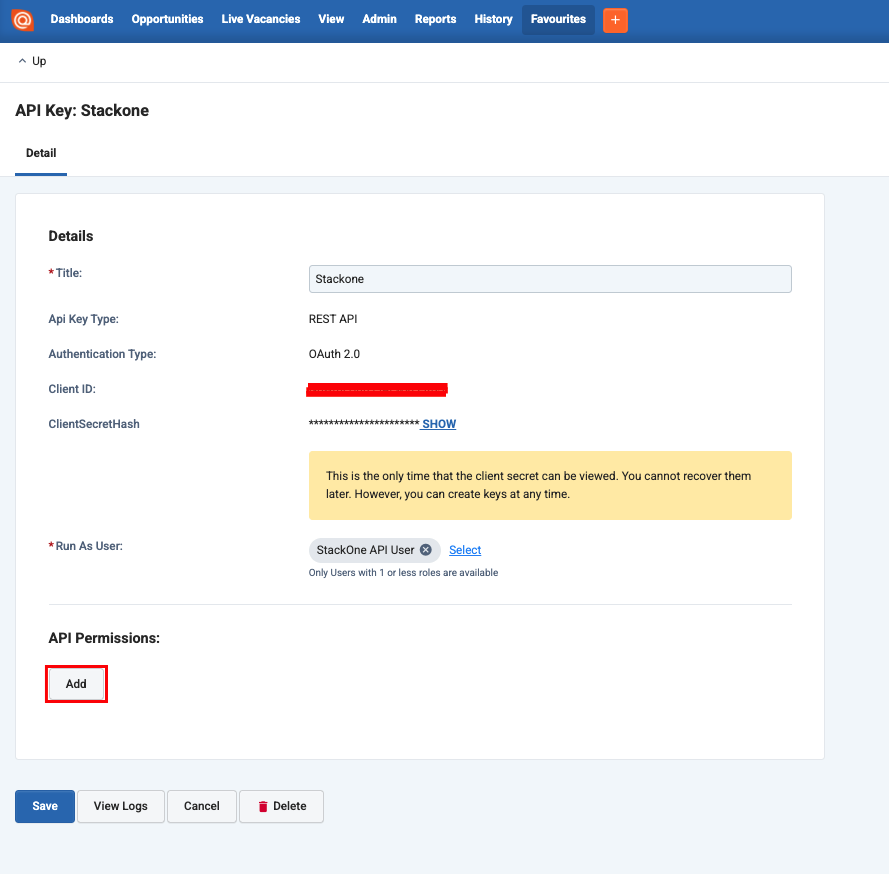 Dashboards Opportunities Live Vacancies View Admin Reports History Favourites +
Up
API Key: Stackone
Detail
Details
* Title: Stackone
Api Key Type: REST API
Authentication Type: OAuth 2.0
Client ID:
ClientSecretHash ********************** SHOW
This is the only time that the client secret can be viewed. You cannot recover them
later. However, you can create keys at any time.
* Run As User: StackOne API User Select
Only Users with 1 or less roles are available
API Permissions:
Add
Save View Logs Cancel Delete